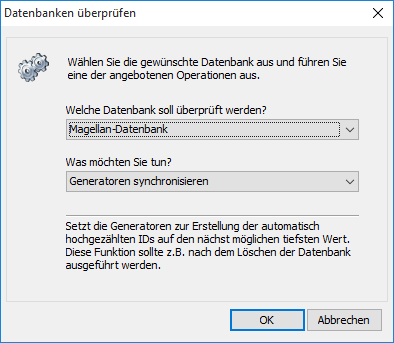 Datenbanken überprüfen
Wählen Sie die gewünschte Datenbank aus und führen Sie
eine der angebotenen Operationen aus.
Welche Datenbank soll überprüft werden?
Magellan-Datenbank
Was möchten Sie tun?
Generatoren synchronisieren
Setzt die Generatoren zur Erstellung der automatisch
hochgezählten IDs auf den nächst möglichen tiefsten Wert.
Diese Funktion sollte z.B. nach dem Löschen der Datenbank
ausgeführt werden.
OK
Abbrechen